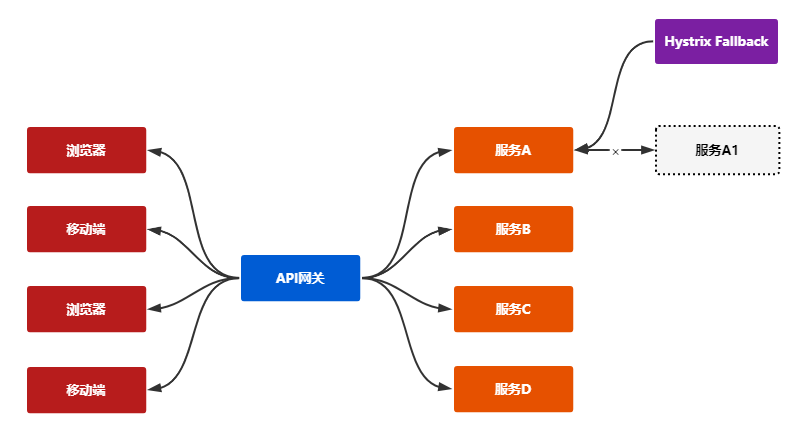 Hystrix Fallback
浏览器
服务A
×
服务A1
移动端
服务B
API网关
浏览器
服务C
移动端
服务D